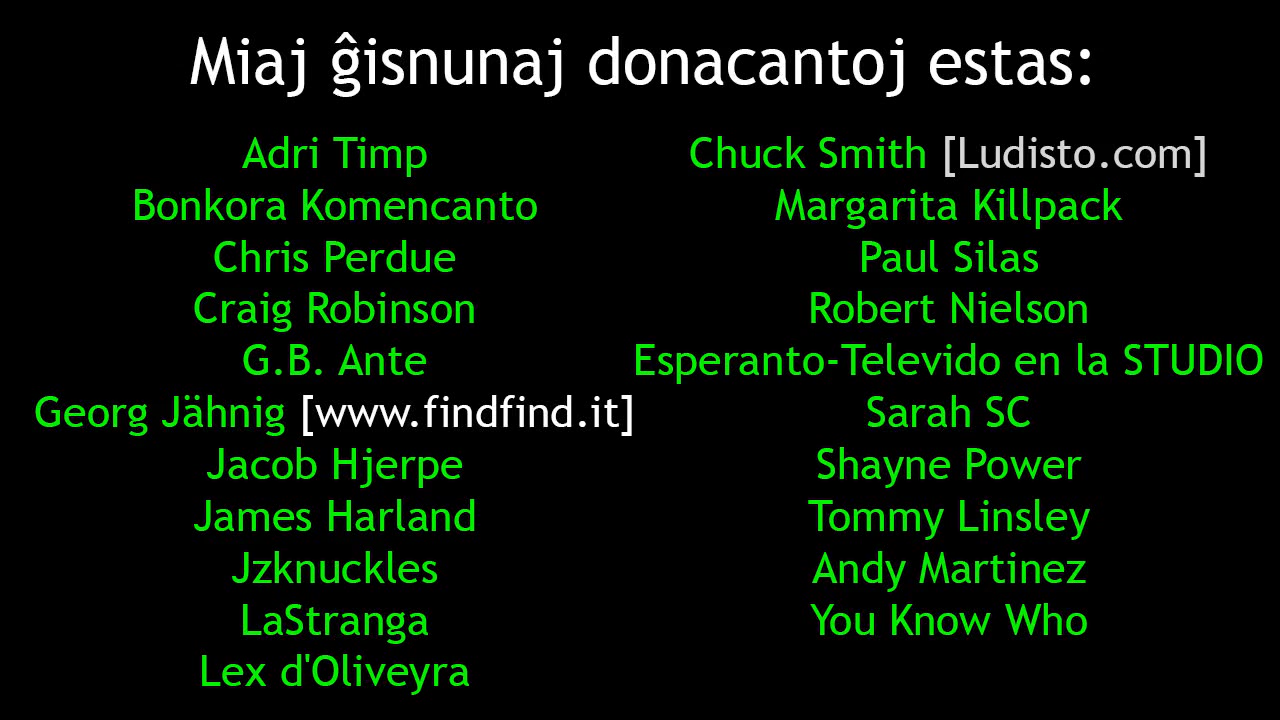 Miaj ĝisnunaj donacantoj estas:
Adri Timp
Bonkora Komencanto
Chris Perdue
Craig Robinson
G.B. Ante
Georg Jähnig [www.findfind.it]
Jacob Hjerpe
James Harland
Jzknuckles
LaStranga
Lex d'Oliveyra
Chuck Smith [Ludisto.com]
Margarita Killpack
Paul Silas
Robert Nielson
Esperanto-Televido en la STUDIO
Sarah SC
Shayne Power
Tommy Linsley
Andy Martinez
You Know Who